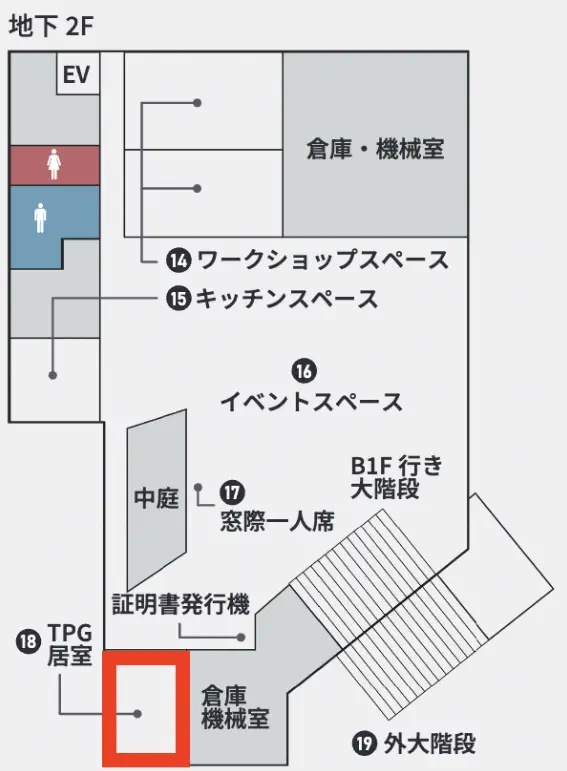 地下 2F
EV
倉庫・機械室
⑭ ワークショップスペース
⑮ キッチンスペース
⑯
イベントスペース
B1F 行き
大階段
中庭
⑰
窓際一人席
証明書発行機
⑱ TPG
居室
倉庫
機械室
⑲ 外大階段